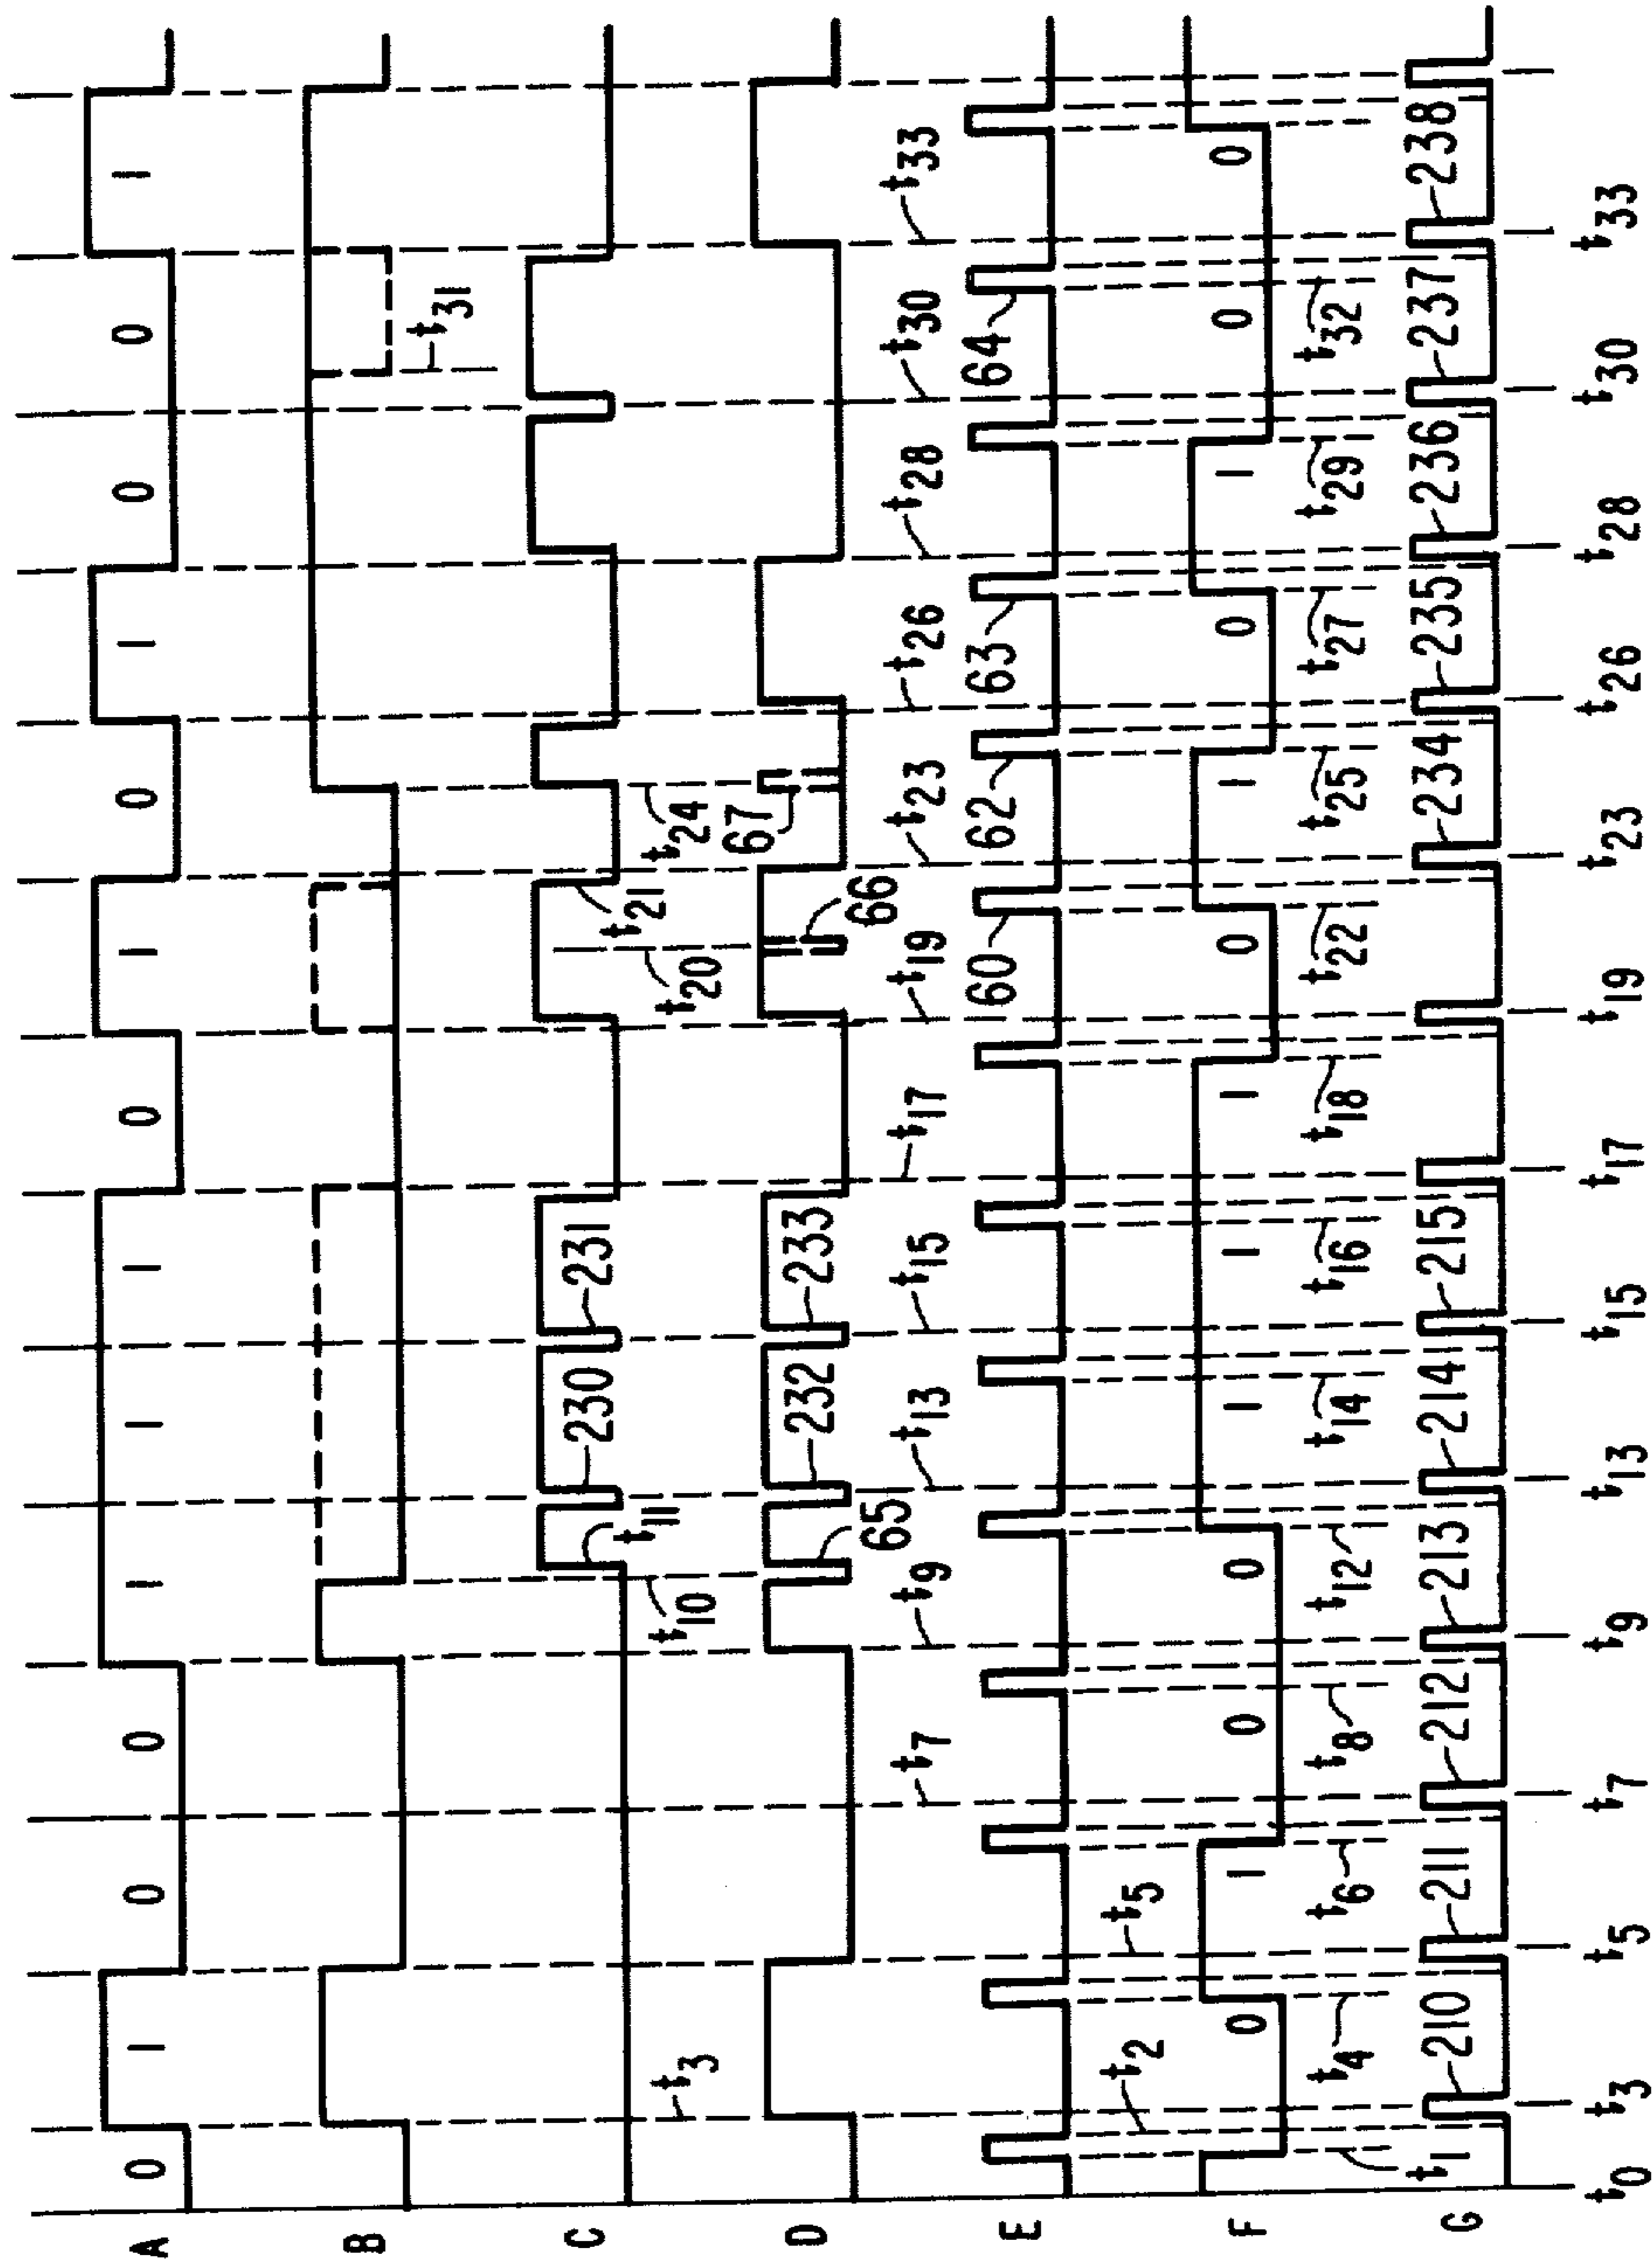 A 0 1 0 0 1 1 1 0 1 0 1 0 0 1
B t31
C t11 230 231 t21
t3 t10 t20 t24 67
D 65 232 233 66
t7 t9 t13 t15 t17 t19 t23 t26 t28 t30 t33
E 60 62 63 64
t2 t5
F 0 1 0 0 1 1 1 0 1 0 1 0 0
t1 t4 t6 t8 t12 t14 t16 t18 t22 t25 t27 t29 t32
G 210 211 212 213 214 215 234 235 236 237 238
t0 t3 t5 t7 t9 t13 t15 t17 t19 t23 t26 t28 t30 t33